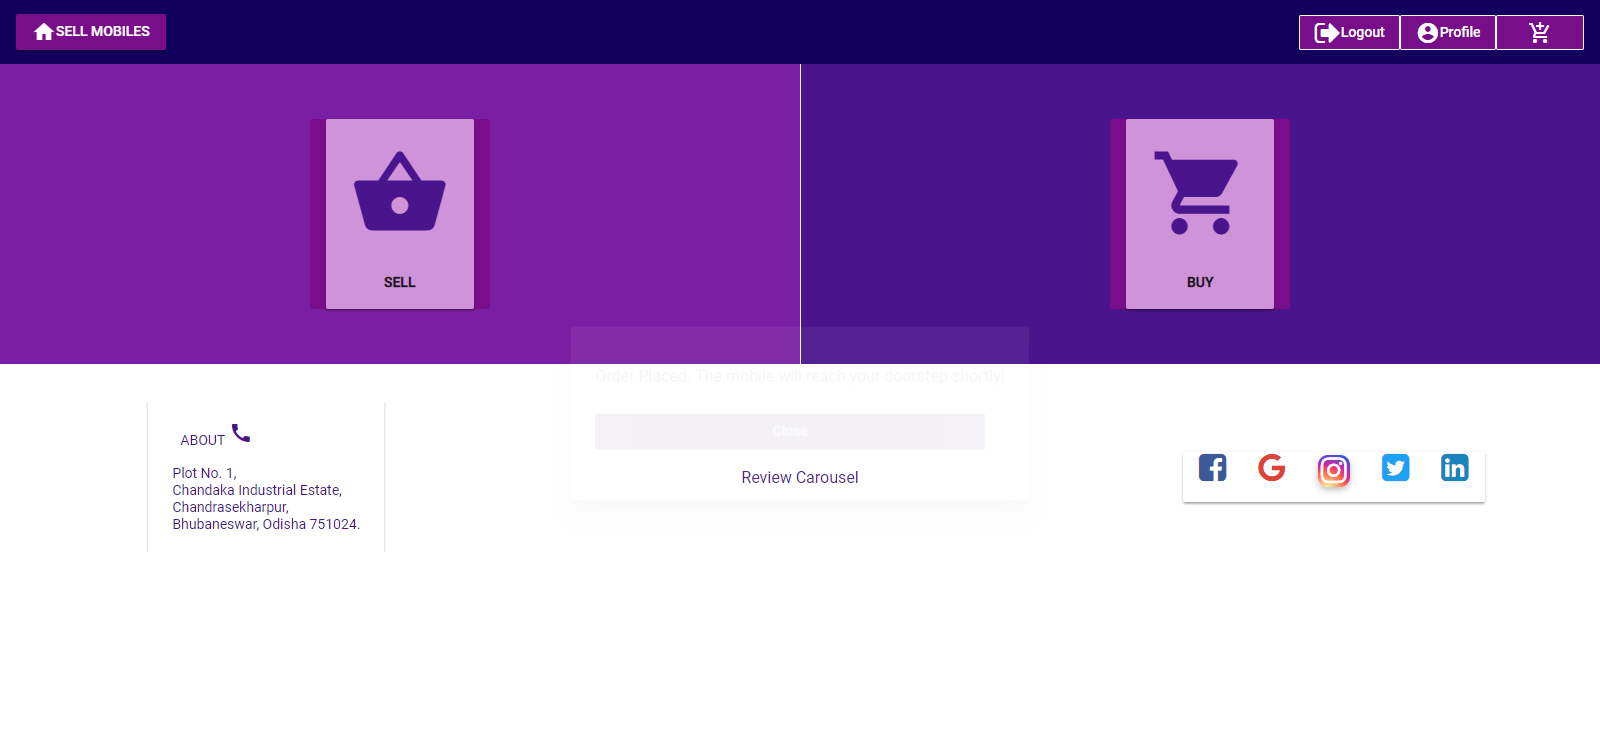 SELL MOBILES
Logout
Profile
SELL
BUY
Order Placed. The mobile will reach your doorstep shortly!
Close
Review Carousel
ABOUT
Plot No. 1,
Chandaka Industrial Estate,
Chandrasekharpur,
Bhubaneswar, Odisha 751024.